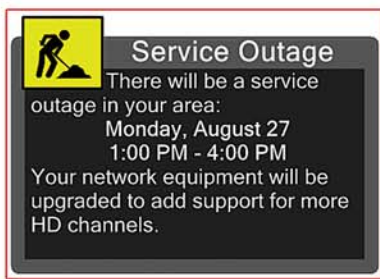 Service Outage
There will be a service
outage in your area:
Monday, August 27
1:00 PM - 4:00 PM
Your network equipment will be
upgraded to add support for more
HD channels.